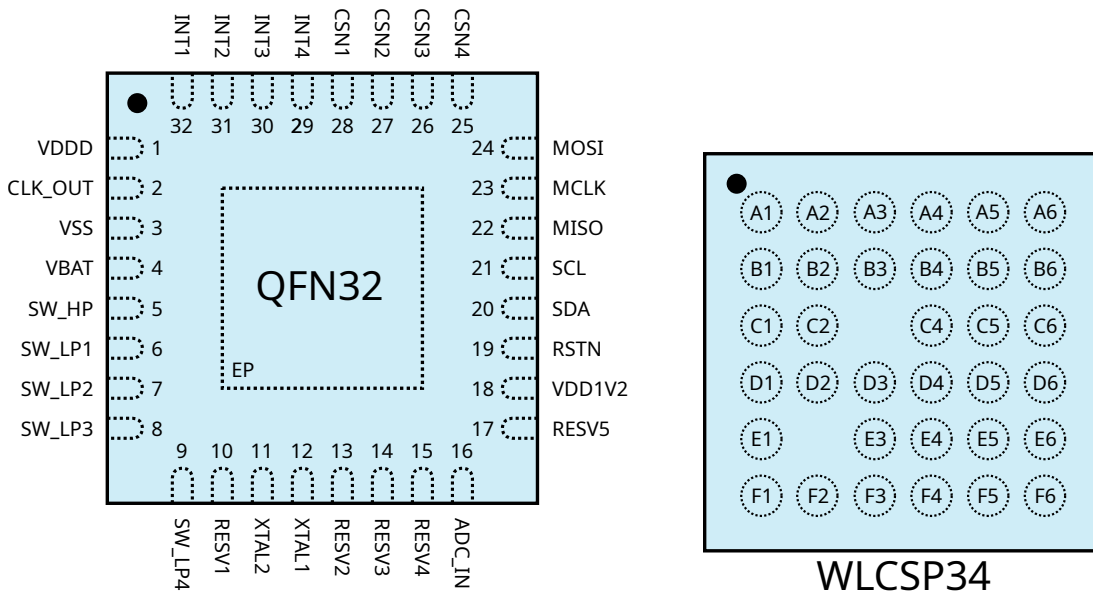 INT1 INT2 INT3 INT4 CSN1 CSN2 CSN3 CSN4
32 31 30 29 28 27 26 25
VDDD 1 24 MOSI
CLK_OUT 2 23 MCLK
VSS 3 22 MISO
VBAT 4 21 SCL
SW_HP 5 20 SDA
SW_LP1 6 19 RSTN
SW_LP2 7 18 VDD1V2
SW_LP3 8 17 RESV5
QFN32
EP
9 10 11 12 13 14 15 16
SW_LP4 RESV1 XTAL2 XTAL1 RESV2 RESV3 RESV4 ADC_IN
A1 A2 A3 A4 A5 A6
B1 B2 B3 B4 B5 B6
C1 C2 C4 C5 C6
D1 D2 D3 D4 D5 D6
E1 E3 E4 E5 E6
F1 F2 F3 F4 F5 F6
WLCSP34